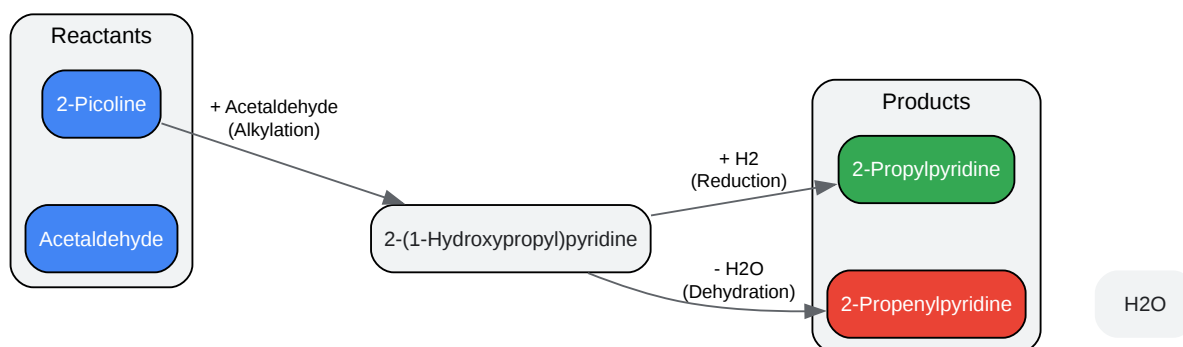 Reactants
2-Picoline
Acetaldehyde
+ Acetaldehyde
(Alkylation)
2-(1-Hydroxypropyl)pyridine
+ H2
(Reduction)
- H2O
(Dehydration)
Products
2-Propylpyridine
2-Propenylpyridine
H2O